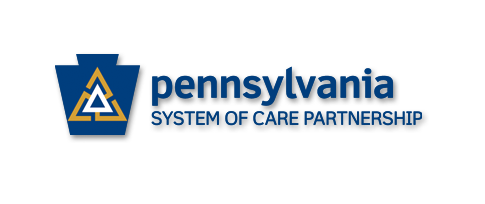 pennsylvania
SYSTEM OF CARE PARTNERSHIP